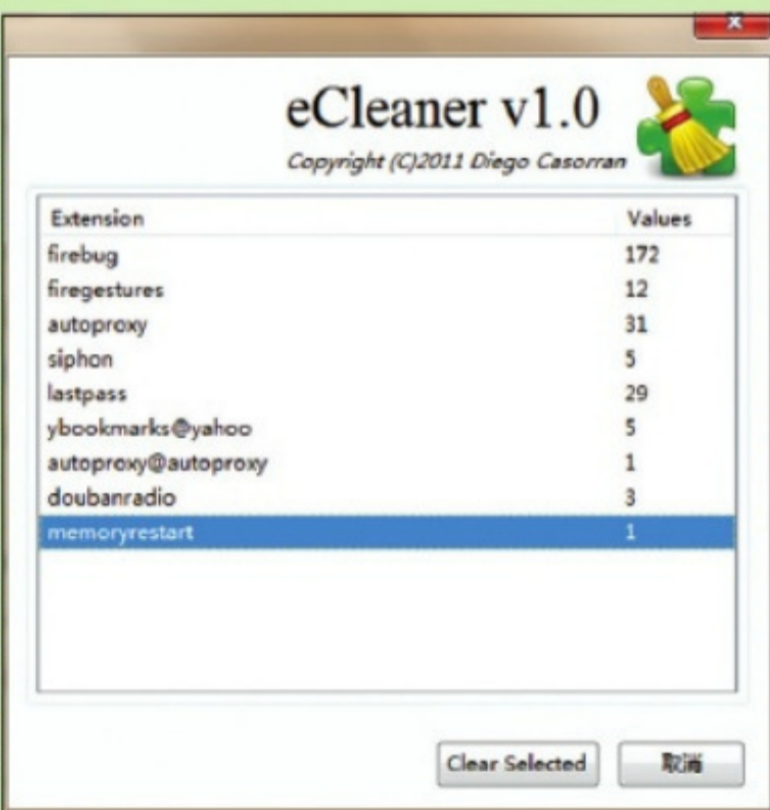 eCleaner v1.0
Copyright (C)2011 Diego Casorran
Extension Values
firebug 172
firegestures 12
autoproxy 31
siphon 5
lastpass 29
ybookmarks@yahoo 5
autoproxy@autoproxy 1
doubanradio 3
memoryrestart 1
Clear Selected 取消